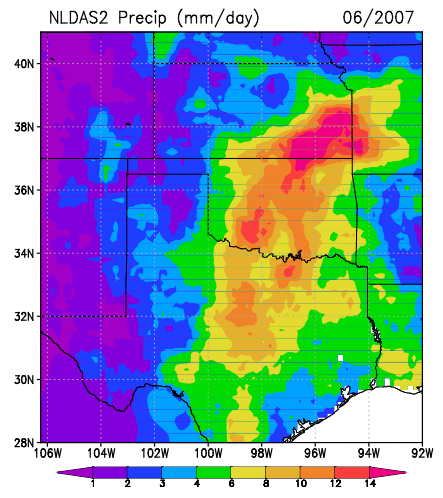 NLDAS2 Precip (mm/day) 06/2007
40N
38N
36N
34N
32N
30N
28N
106W 104W 102W 100W 98W 96W 94W 92W
1 2 3 4 6 8 10 12 14